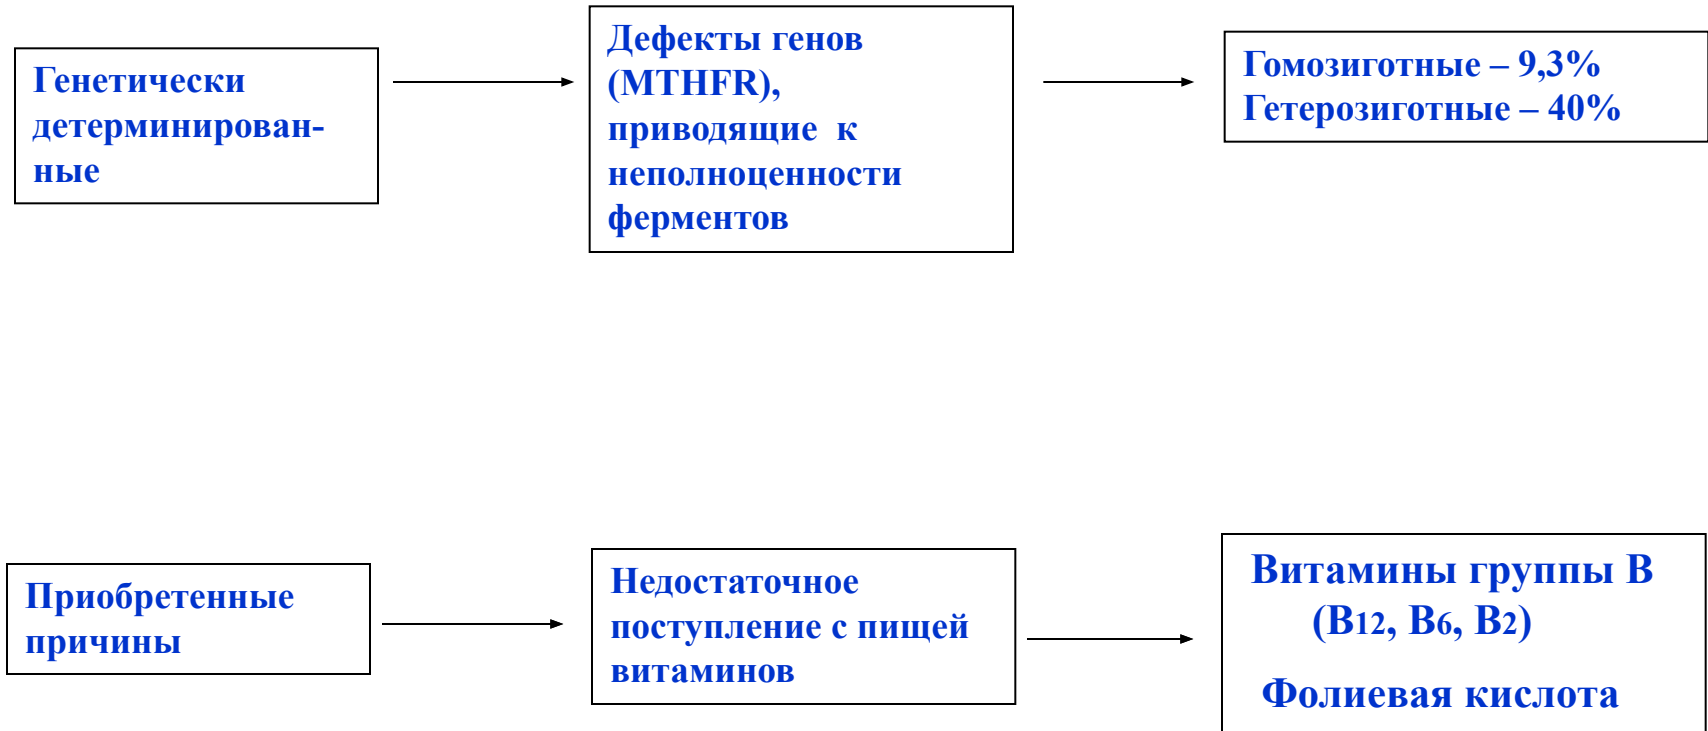 Генетически
детерминирован-
ные
Дефекты генов
(MTHFR),
приводящие к
неполноценности
ферментов
Гомозиготные – 9,3%
Гетерозиготные – 40%
Приобретенные
причины
Недостаточное
поступление с пищей
витаминов
Витамины группы В
(В12, В6, В2)
Фолиевая кислота